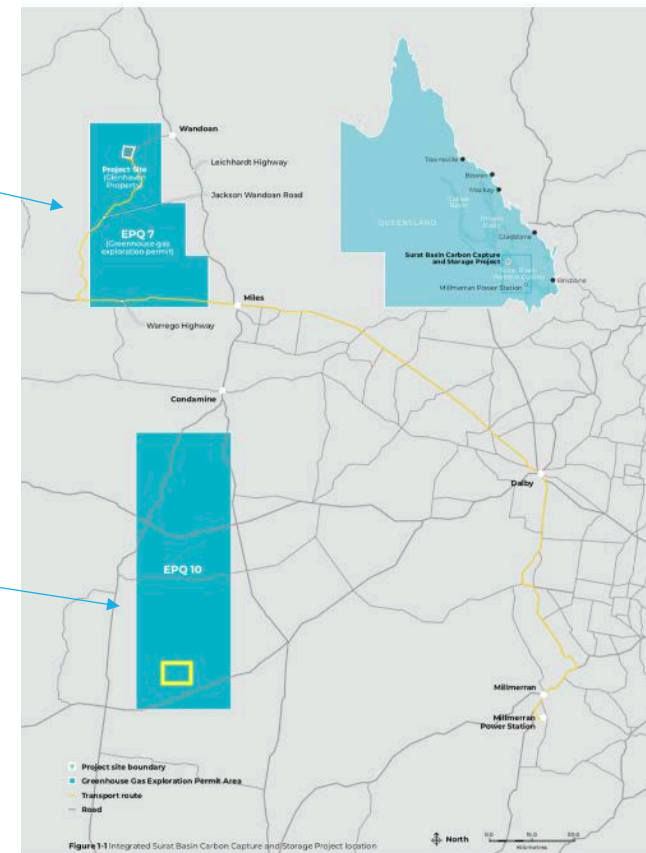 Wandoan
Project Site
(Glenhaven
Property)
Leichhardt Highway
Jackson Wandoan Road
EPQ 7
(Greenhouse gas
exploration permit)
Miles
Warrego Highway
Condamine
Townsville
Bowen
Mackay
QUEENSLAND
Gladstone
Surat Basin Carbon Capture
and Storage Project
Brisbane
Millmerran Power Station
Dalby
EPQ 10
Millmerran
Millmerran
Power Station
Project site boundary
Greenhouse Gas Exploration Permit Area
Transport route
Road
Figure 1-1 Integrated Surat Basin Carbon Capture and Storage Project location
North
Kilometres